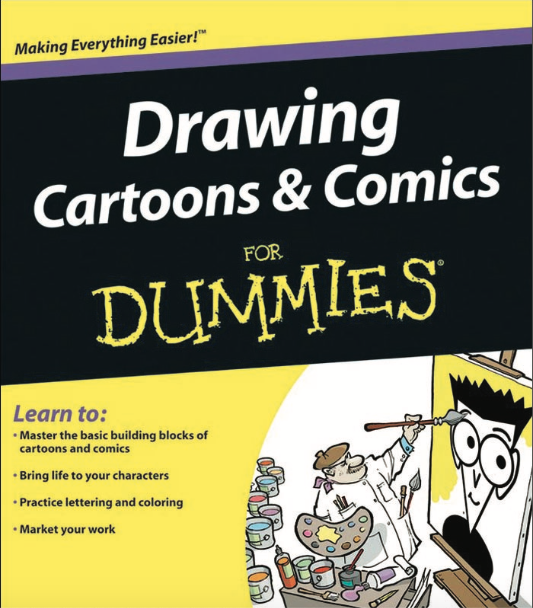 Making Everything Easier!™
Drawing
Cartoons & Comics
FOR
DUMMIES®
Learn to:
• Master the basic building blocks of
cartoons and comics
• Bring life to your characters
• Practice lettering and coloring
• Market your work